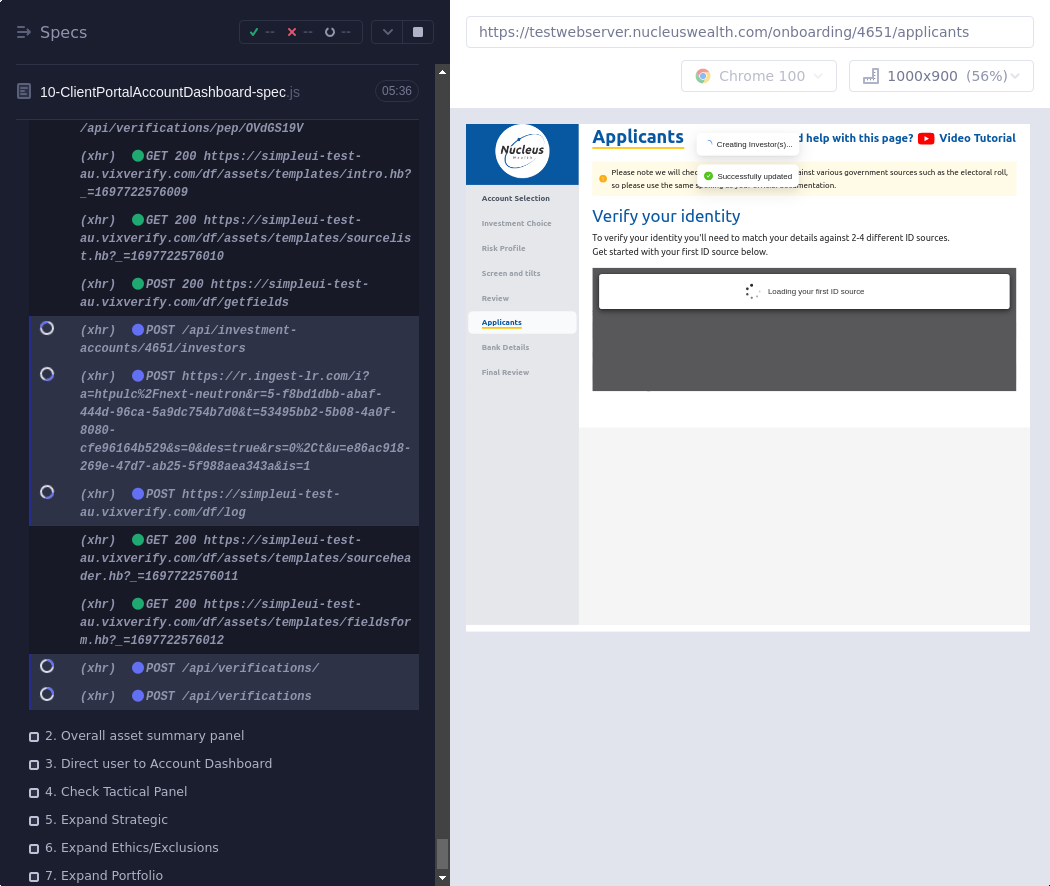 Specs
-- -- --
10-ClientPortalAccountDashboard-spec.js 05:36
/api/verifications/pep/OVdGS19V
(xhr) GET 200 https://simpleui-test-
au.vixverify.com/df/assets/templates/intro.hb?
_=1697722576009
(xhr) GET 200 https://simpleui-test-
au.vixverify.com/df/assets/templates/sourcelis
t.hb?_=1697722576010
(xhr) POST 200 https://simpleui-test-
au.vixverify.com/df/getfields
(xhr) POST /api/investment-
accounts/4651/investors
(xhr) POST https://r.ingest-lr.com/i?
a=htpulc%2Fnext-neutron&r=5-f8bd1dbb-abaf-
444d-96ca-5a9dc754b7d0&t=53495bb2-5b08-4a0f-
8080-
cfe96164b529&s=0&des=true&rs=0%2Ct&u=e86ac918-
269e-47d7-ab25-5f988aea343a&is=1
(xhr) POST https://simpleui-test-
au.vixverify.com/df/log
(xhr) GET 200 https://simpleui-test-
au.vixverify.com/df/assets/templates/sourcehea
der.hb?_=1697722576011
(xhr) GET 200 https://simpleui-test-
au.vixverify.com/df/assets/templates/fieldsfor
m.hb?_=1697722576012
(xhr) POST /api/verifications/
(xhr) POST /api/verifications
2. Overall asset summary panel
3. Direct user to Account Dashboard
4. Check Tactical Panel
5. Expand Strategic
6. Expand Ethics/Exclusions
7. Expand Portfolio
https://testwebserver.nucleuswealth.com/onboarding/4651/applicants
Chrome 100
1000x900 (56%)
Nucleus
Wealth
Account Selection
Investment Choice
Risk Profile
Screen and tilts
Review
Applicants
Bank Details
Final Review
Applicants
d help with this page? Video Tutorial
Creating Investor(s)...
Successfully updated
Please note we will chec ainst various government sources such as the electoral roll,
so please use the same documentation.
Verify your identity
To verify your identity you'll need to match your details against 2-4 different ID sources.
Get started with your first ID source below.
Loading your first ID source